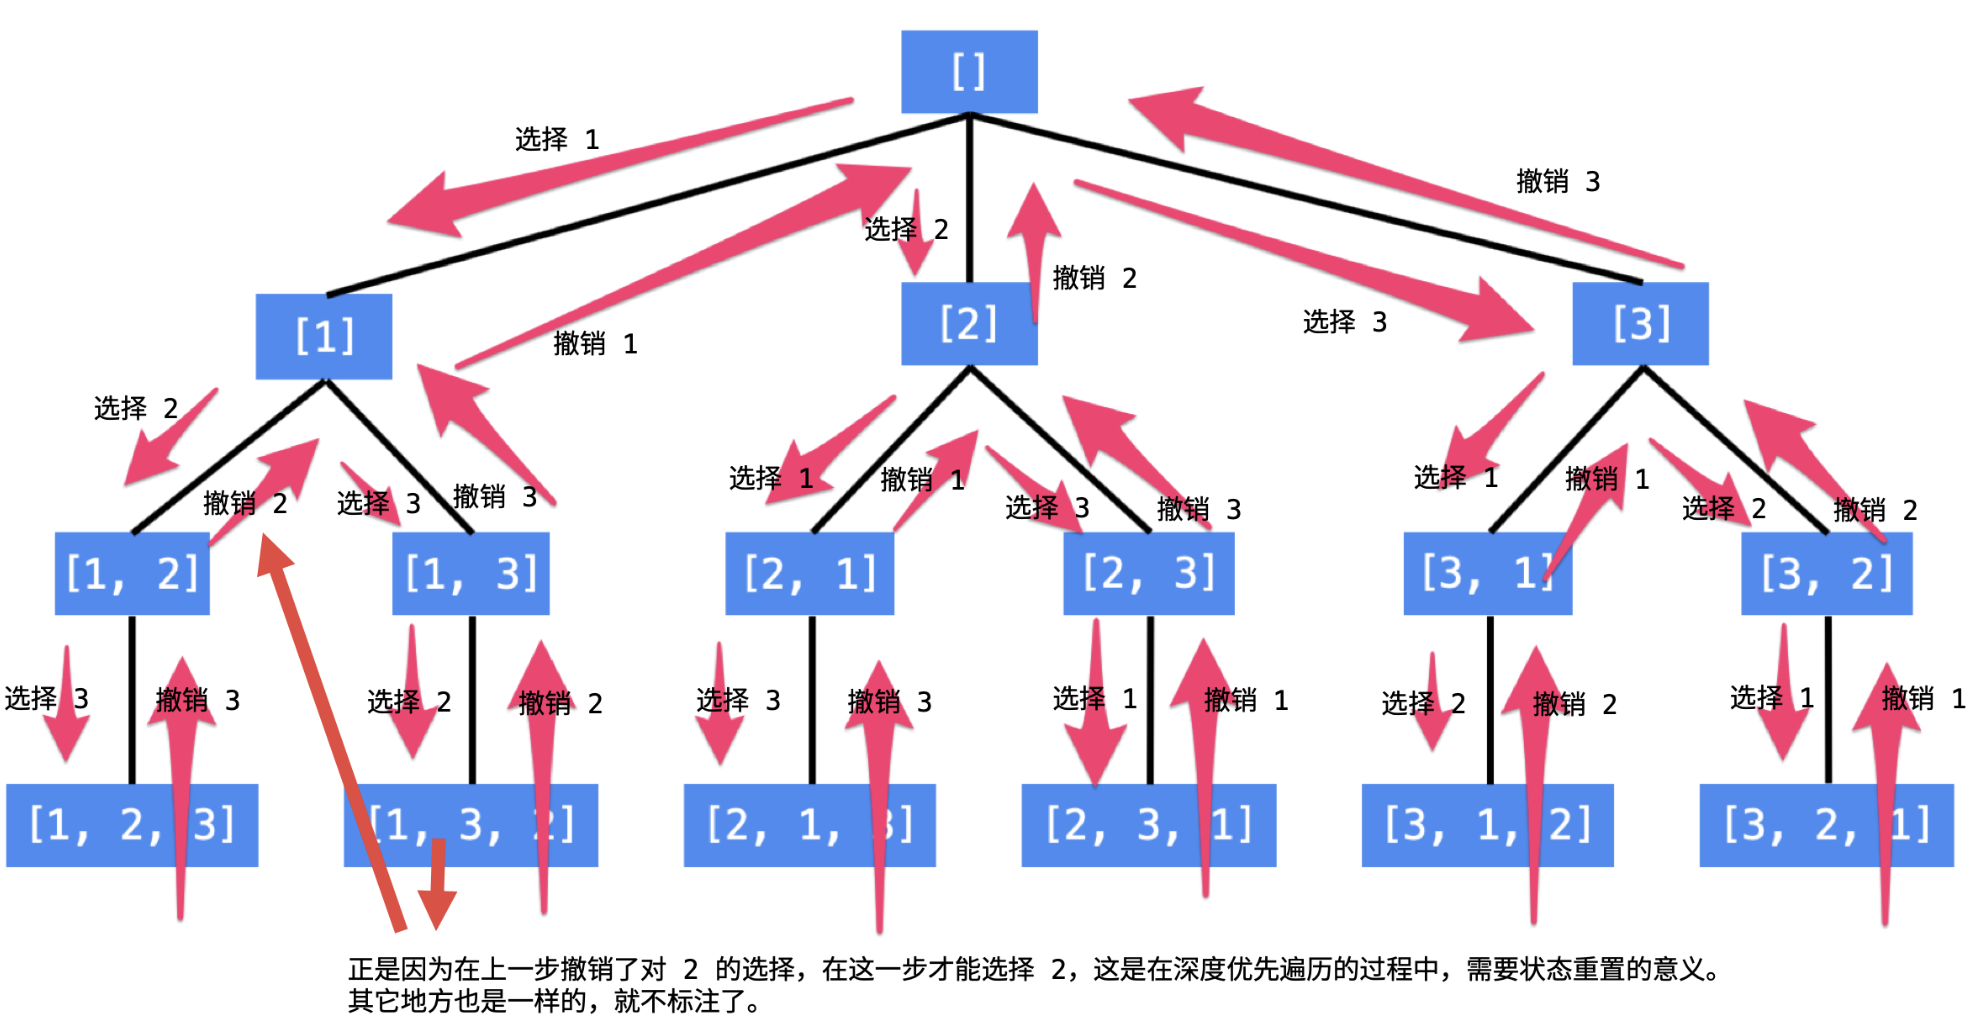 []
选择 1
撤销 3
选择 2
撤销 2
选择 3
撤销 1
[1]
[2]
[3]
选择 2
撤销 2
选择 3
撤销 3
选择 1
撤销 1
选择 3
撤销 3
选择 1
撤销 1
选择 2
撤销 2
[1, 2]
[1, 3]
[2, 1]
[2, 3]
[3, 1]
[3, 2]
选择 3
撤销 3
选择 2
撤销 2
选择 3
撤销 3
选择 1
撤销 1
选择 2
撤销 2
选择 1
撤销 1
[1, 2, 3]
[1, 3, 2]
[2, 1, 3]
[2, 3, 1]
[3, 1, 2]
[3, 2, 1]
正是因为在上一步撤销了对 2 的选择，在这一步才能选择 2，这是在深度优先遍历的过程中，需要状态重置的意义。
其它地方也是一样的，就不标注了。